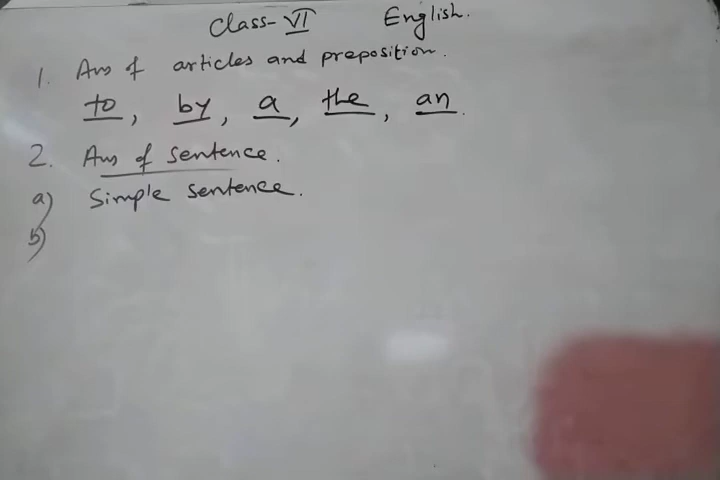 Class-VI English.
1. Ans of articles and preposition.
to, by, a, the, an.
2. Ans of sentence.
a) Simple sentence.
b)